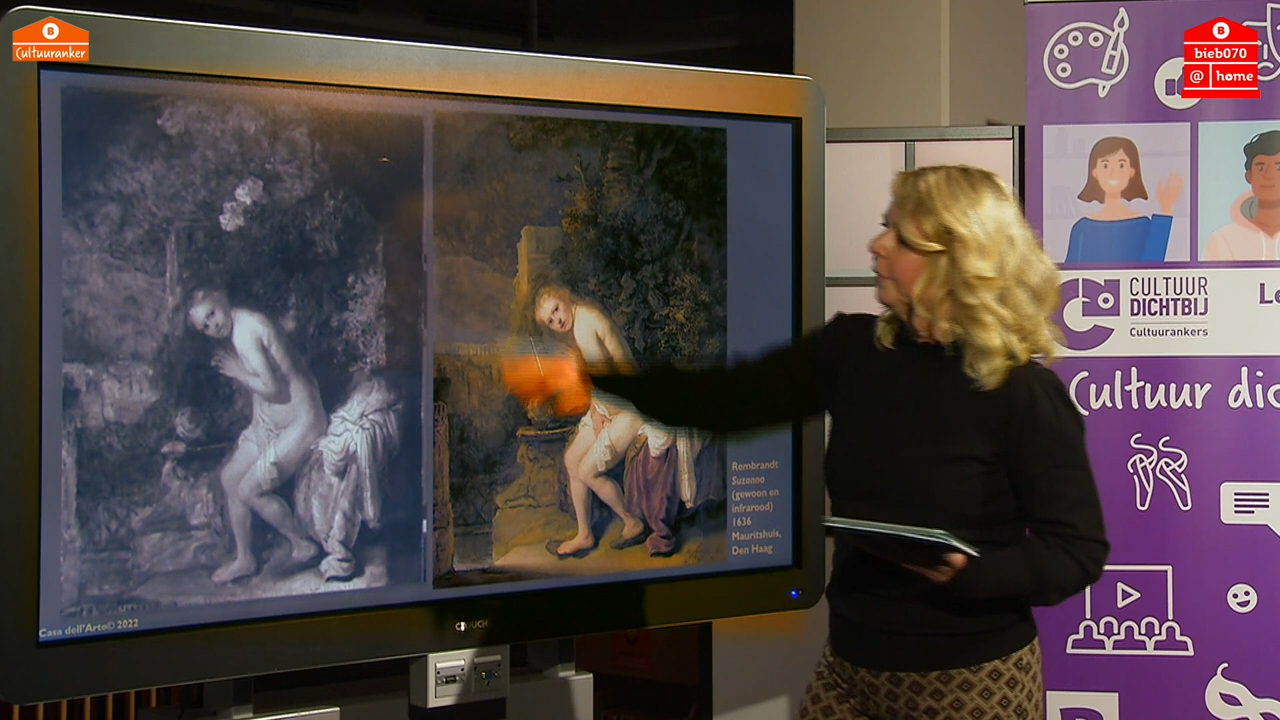 B
Cultuuranker
B
bieb070
@ home
CULTUUR
DICHTBIJ
Cultuurankers
Cultuur dic
Rembrandt
Suzanna
(gewoon en
infrarood)
1636
Mauritshuis,
Den Haag
Casa dell'Arte© 2022